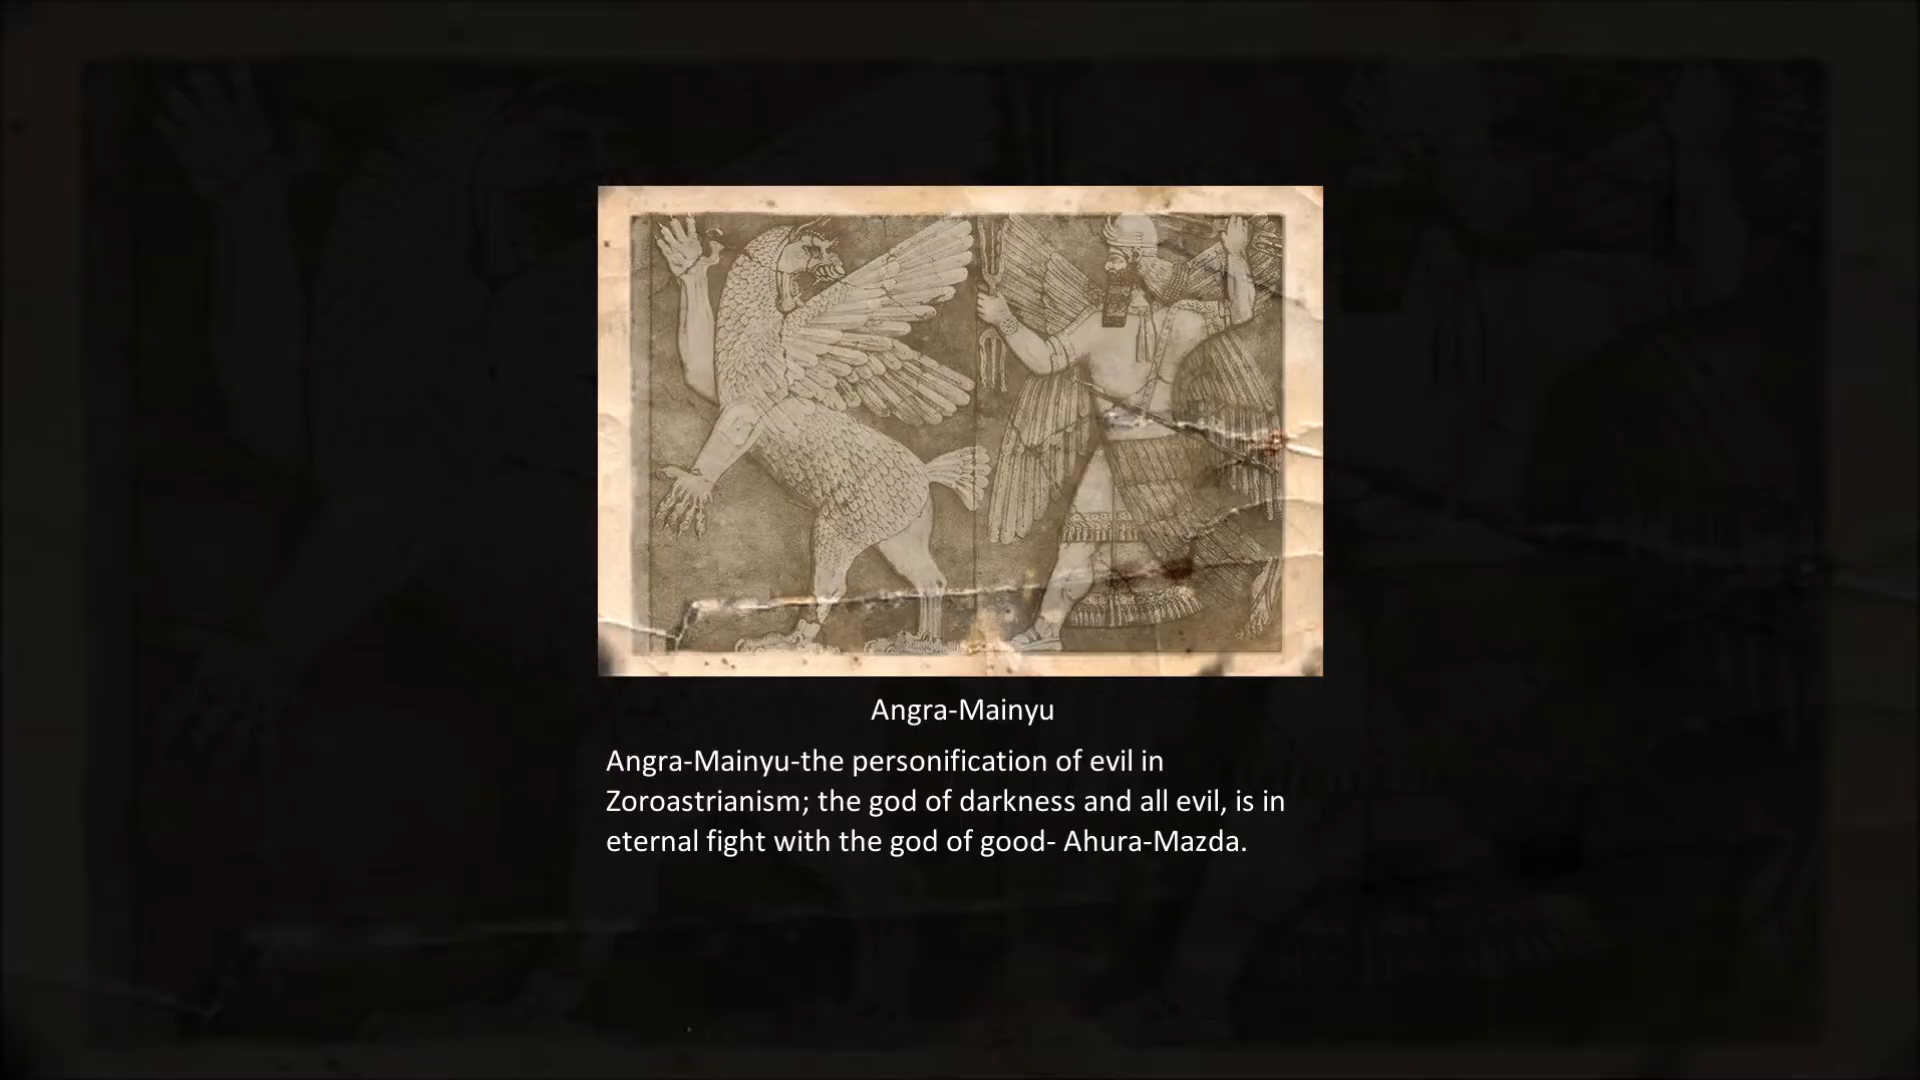 Angra-Mainyu
Angra-Mainyu-the personification of evil in
Zoroastrianism; the god of darkness and all evil, is in
eternal fight with the god of good- Ahura-Mazda.